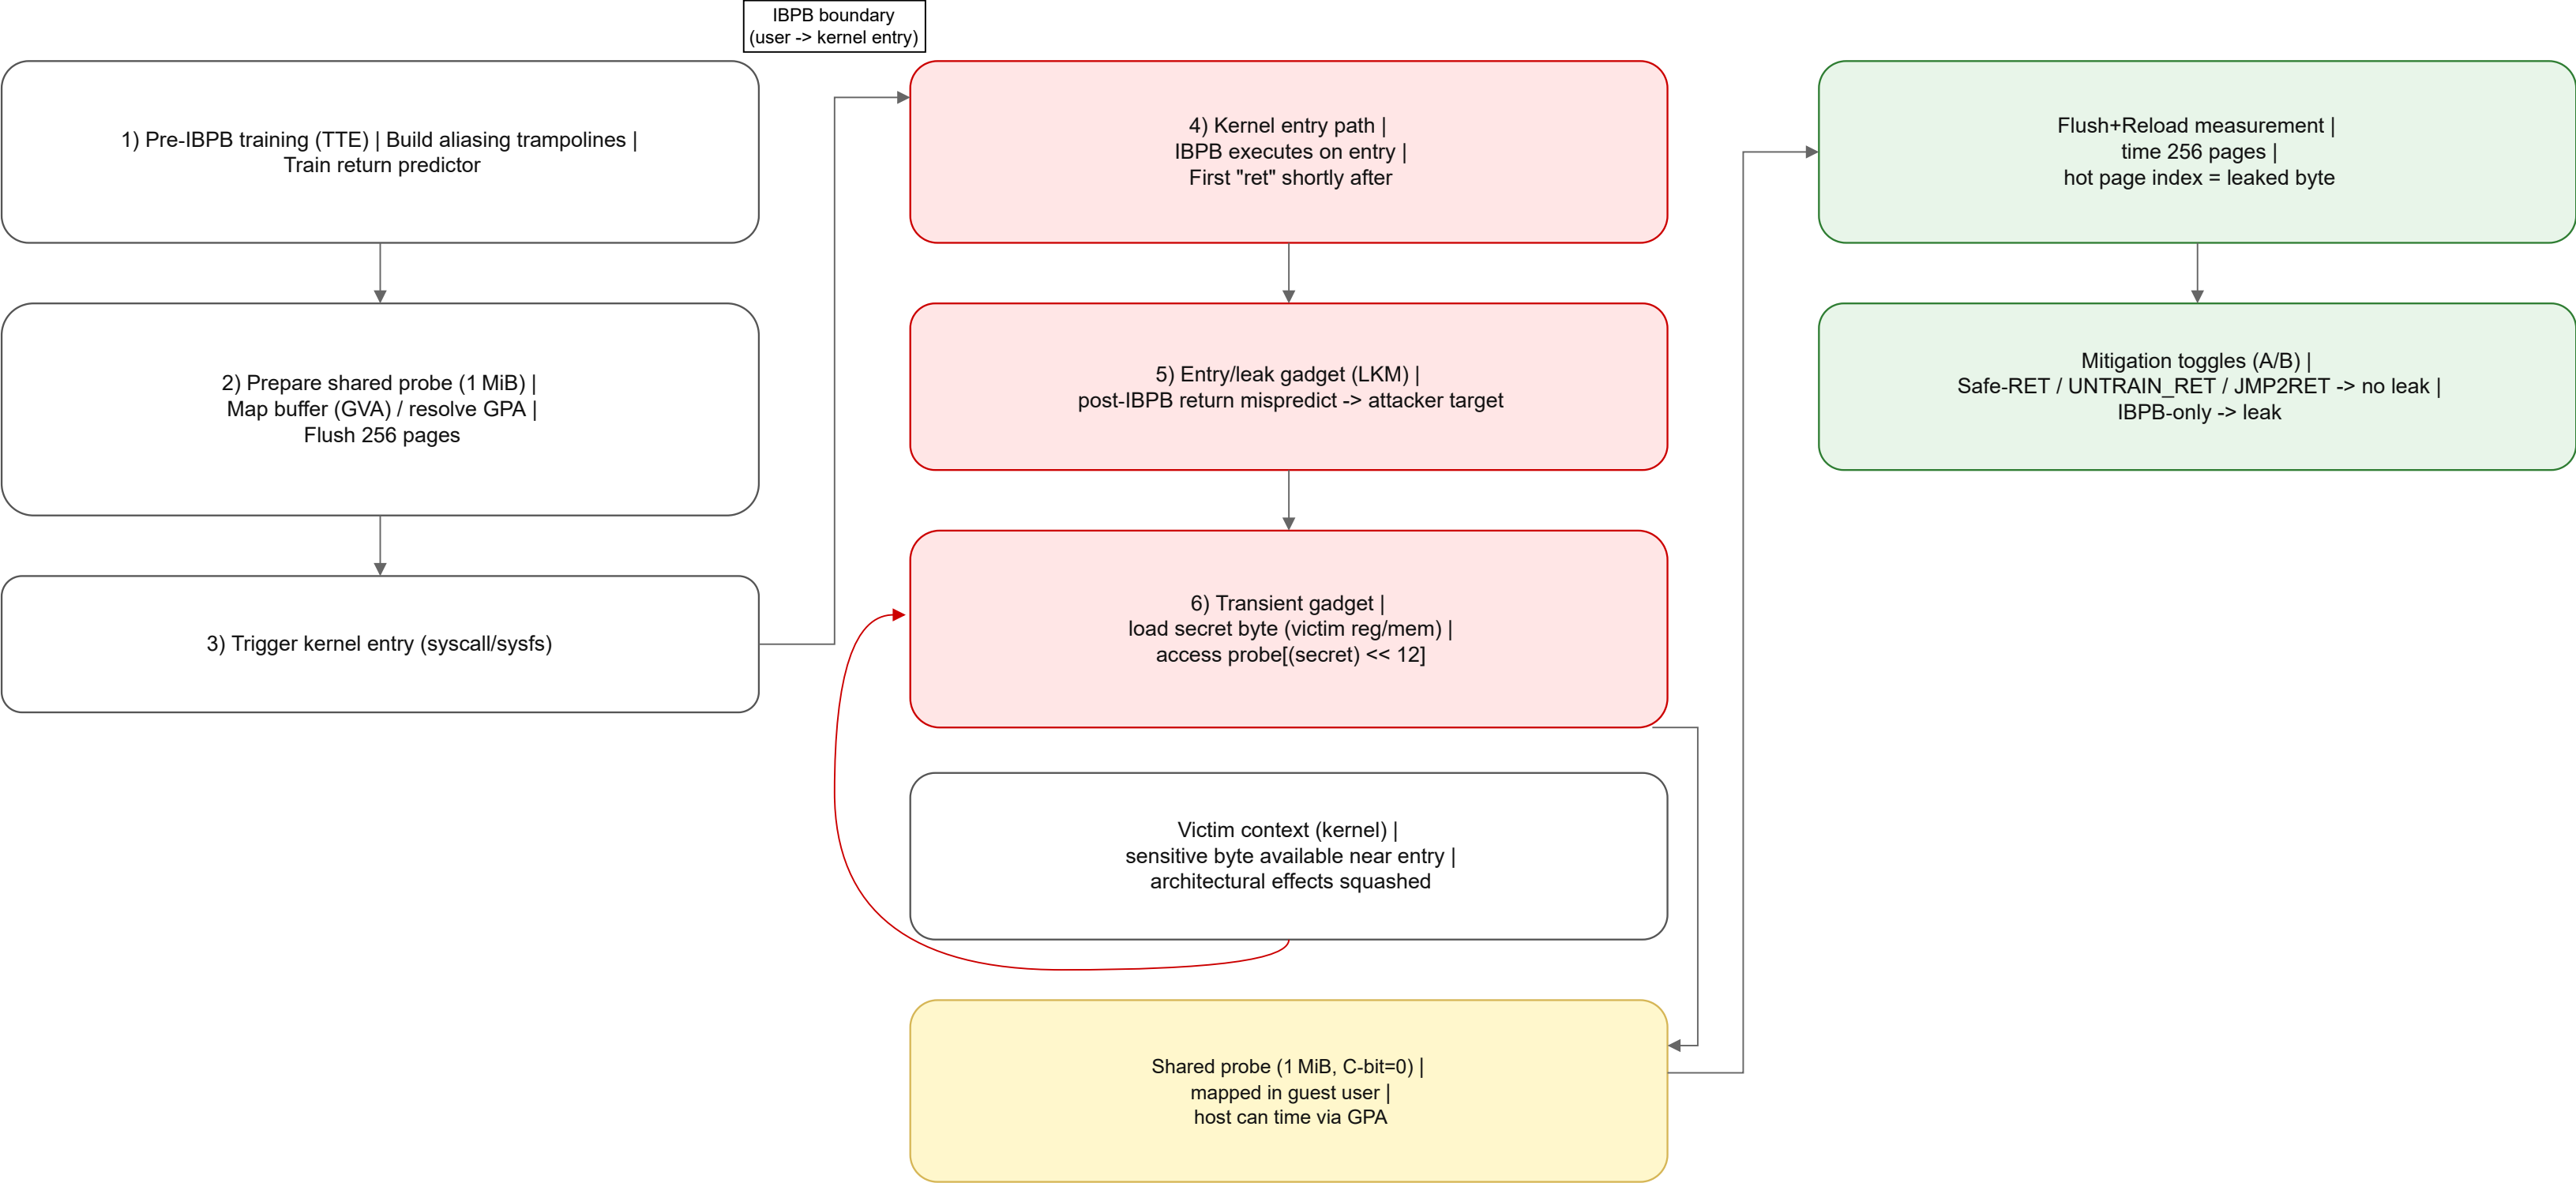 IBPB boundary
(user -> kernel entry)
1) Pre-IBPB training (TTE) | Build aliasing trampolines |
Train return predictor
2) Prepare shared probe (1 MiB) |
Map buffer (GVA) / resolve GPA |
Flush 256 pages
3) Trigger kernel entry (syscall/sysfs)
4) Kernel entry path |
IBPB executes on entry |
First "ret" shortly after
5) Entry/leak gadget (LKM) |
post-IBPB return mispredict -> attacker target
6) Transient gadget |
load secret byte (victim reg/mem) |
access probe[(secret) << 12]
Victim context (kernel) |
sensitive byte available near entry |
architectural effects squashed
Shared probe (1 MiB, C-bit=0) |
mapped in guest user |
host can time via GPA
Flush+Reload measurement |
time 256 pages |
hot page index = leaked byte
Mitigation toggles (A/B) |
Safe-RET / UNTRAIN_RET / JMP2RET -> no leak |
IBPB-only -> leak